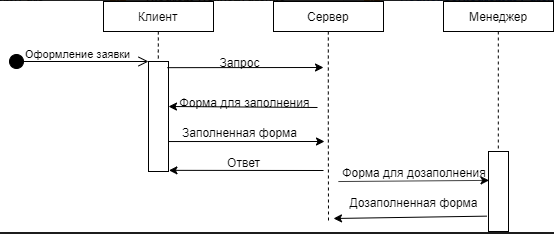 Клиент
Сервер
Менеджер
Оформление заявки
Запрос
Форма для заполнения
Заполненная форма
Ответ
Форма для дозаполнения
Дозаполненная форма